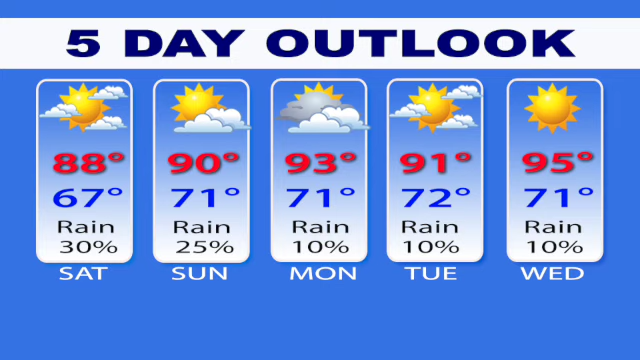 5 DAY OUTLOOK
88° 90° 93° 91° 95°
67° 71° 71° 72° 71°
Rain Rain Rain Rain Rain
30% 25% 10% 10% 10%
SAT SUN MON TUE WED